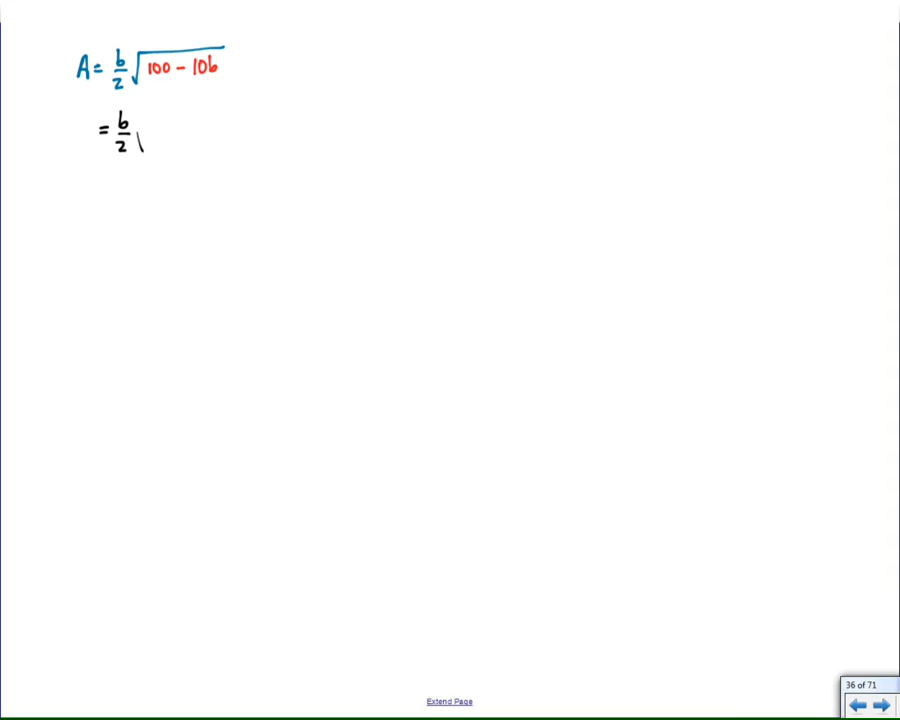 A = b/2 √(100 - 10b)
= b/2 \
Extend Page
36 of 71